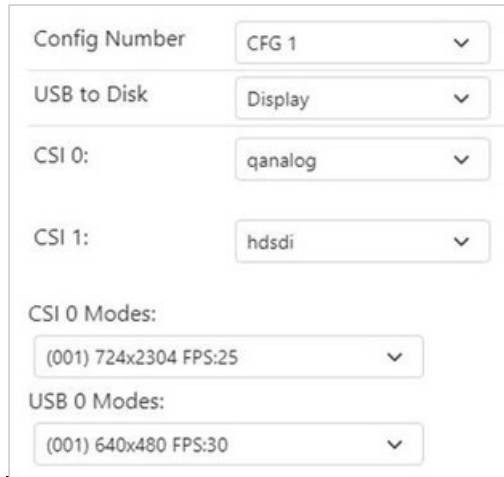 Config Number CFG 1
USB to Disk Display
CSI 0: qanalog
CSI 1: hdsdi
CSI 0 Modes:
(001) 724x2304 FPS:25
USB 0 Modes:
(001) 640x480 FPS:30